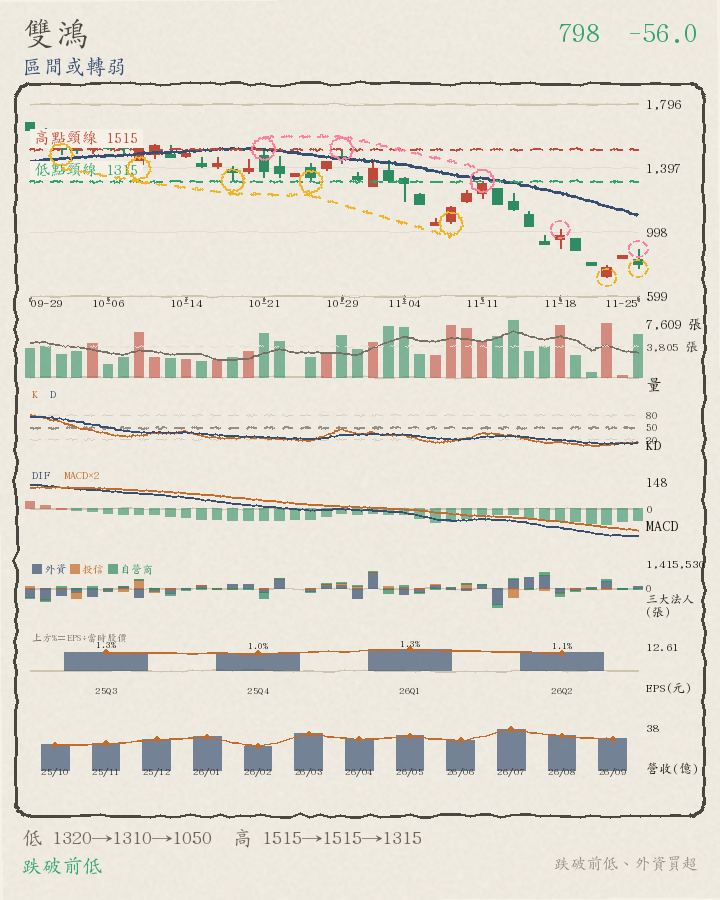 雙鴻
798 -56.0
區間或轉弱
1,796
高點頸線 1515
低點頸線 1315
1,397
998
599
09-29 10-06 10-14 10-21 10-29 11-04 11-11 11-18 11-25
7,609 張
3,805 張
量
K D
80
50
20
KD
DIF MACD×2
148
0
MACD
外資 投信 自營商
1,415,530
0
三大法人
(張)
上方%=EPS÷當時股價
1.3% 1.0% 1.3% 1.1%
12.61
25Q3 25Q4 26Q1 26Q2
EPS(元)
38
25/10 25/11 25/12 26/01 26/02 26/03 26/04 26/05 26/06 26/07 26/08 26/09
營收(億)
低 1320→1310→1050 高 1515→1515→1315
跌破前低
跌破前低、外資買超